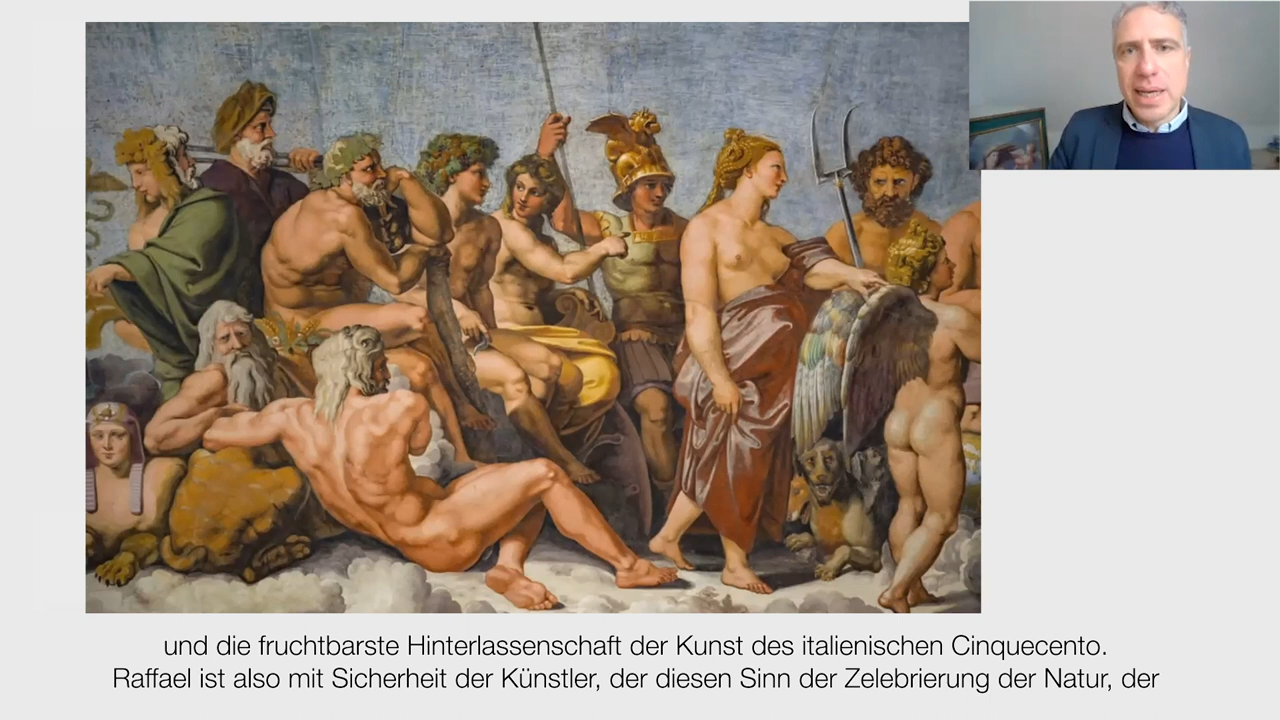 und die fruchtbarste Hinterlassenschaft der Kunst des italienischen Cinquecento.
Raffael ist also mit Sicherheit der Künstler, der diesen Sinn der Zelebrierung der Natur, der